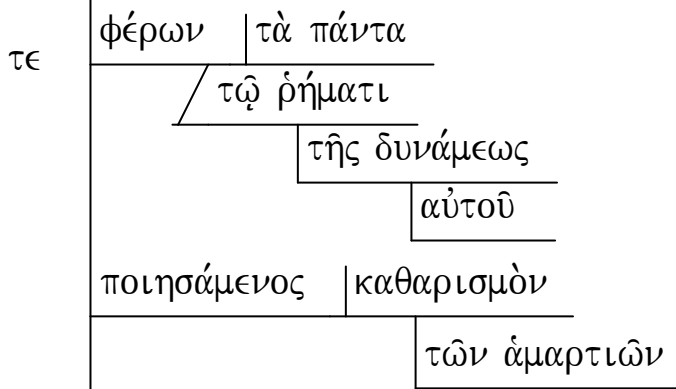 φέρων τὰ πάντα
τε
τῷ ῥήματι
τῆς δυνάμεως
αὐτοῦ
ποιησάμενος καθαρισμὸν
τῶν ἁμαρτιῶν